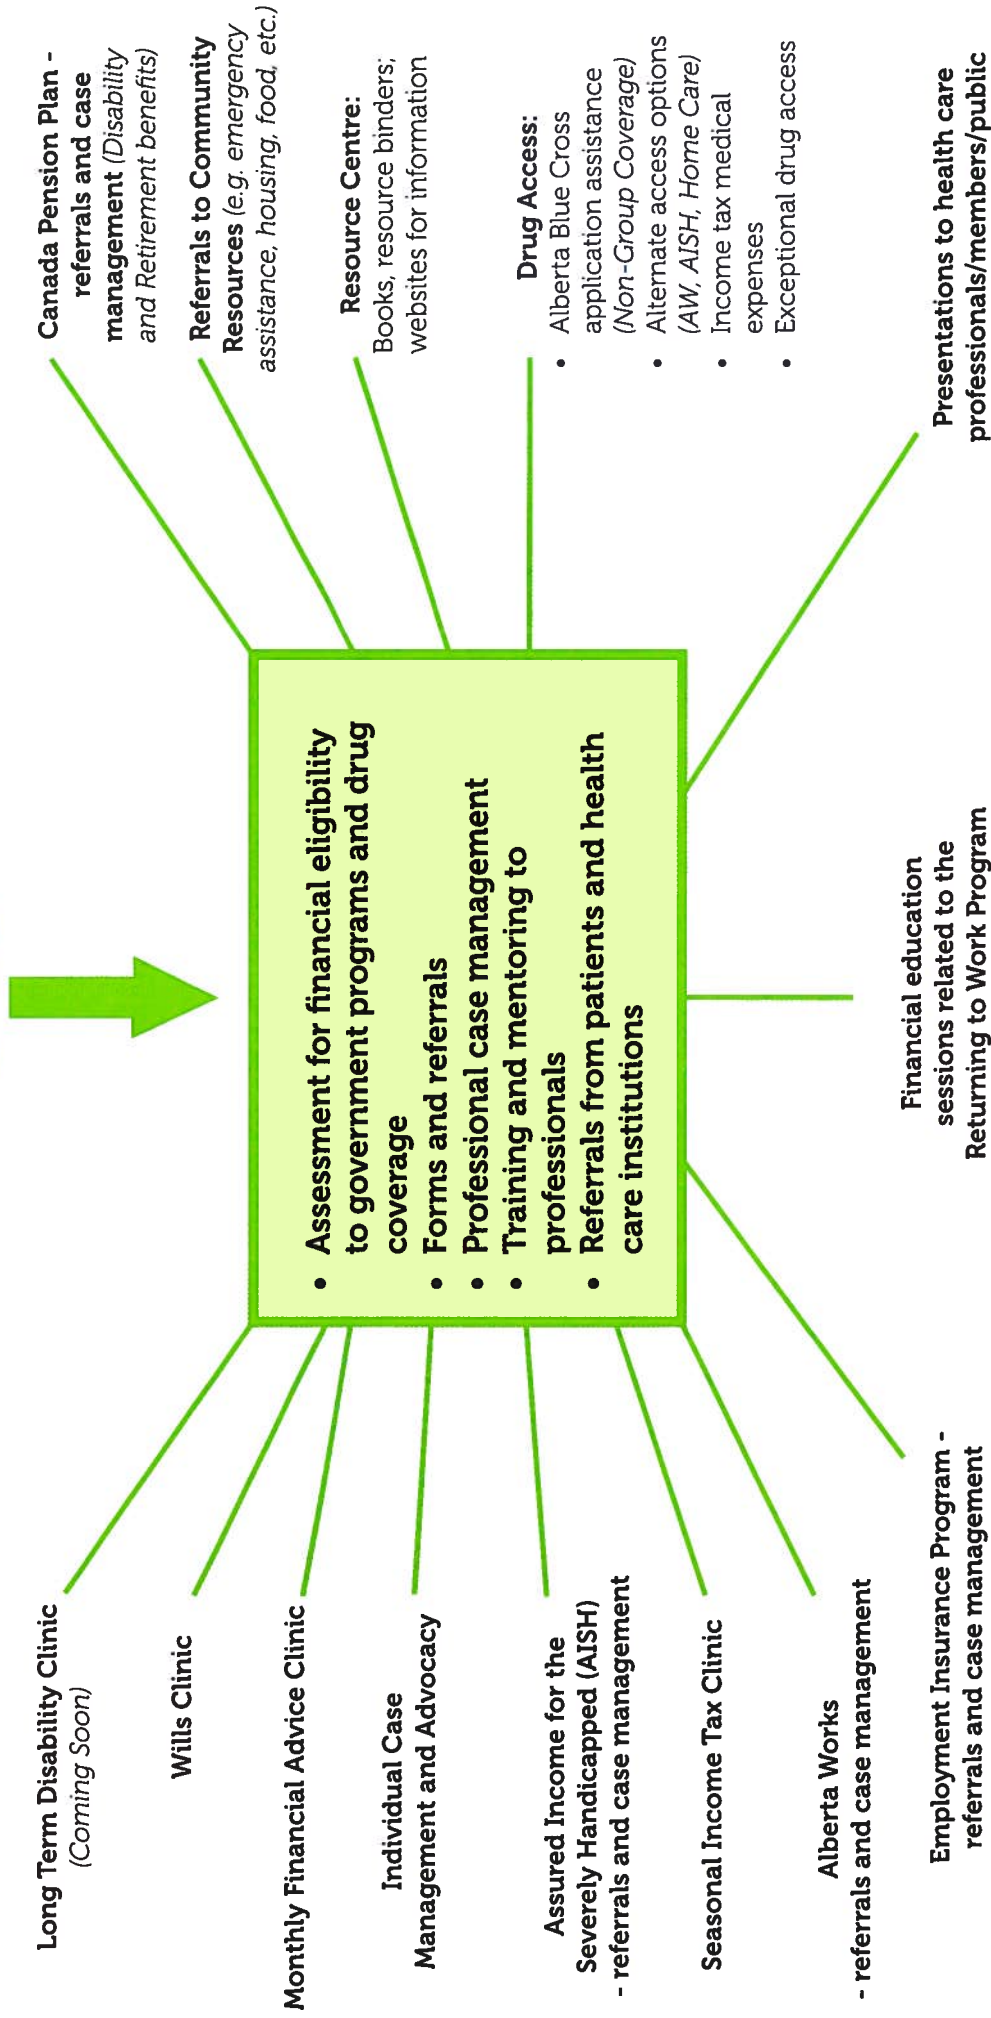 Long Term Disability Clinic
(Coming Soon)
Wills Clinic
Monthly Financial Advice Clinic
Individual Case
Management and Advocacy
Assured Income for the
Severely Handicapped (AISH)
- referrals and case management
Seasonal Income Tax Clinic
Alberta Works
- referrals and case management
Employment Insurance Program -
referrals and case management
• Assessment for financial eligibility
to government programs and drug
coverage
• Forms and referrals
• Professional case management
• Training and mentoring to
professionals
• Referrals from patients and health
care institutions
Financial education
sessions related to the
Returning to Work Program
Canada Pension Plan -
referrals and case
management (Disability
and Retirement benefits)
Referrals to Community
Resources (e.g. emergency
assistance, housing, food, etc.)
Resource Centre:
Books, resource binders;
websites for information
Drug Access:
• Alberta Blue Cross
application assistance
(Non-Group Coverage)
• Alternate access options
(AW, AISH, Home Care)
• Income tax medical
expenses
• Exceptional drug access
Presentations to health care
professionals/members/public